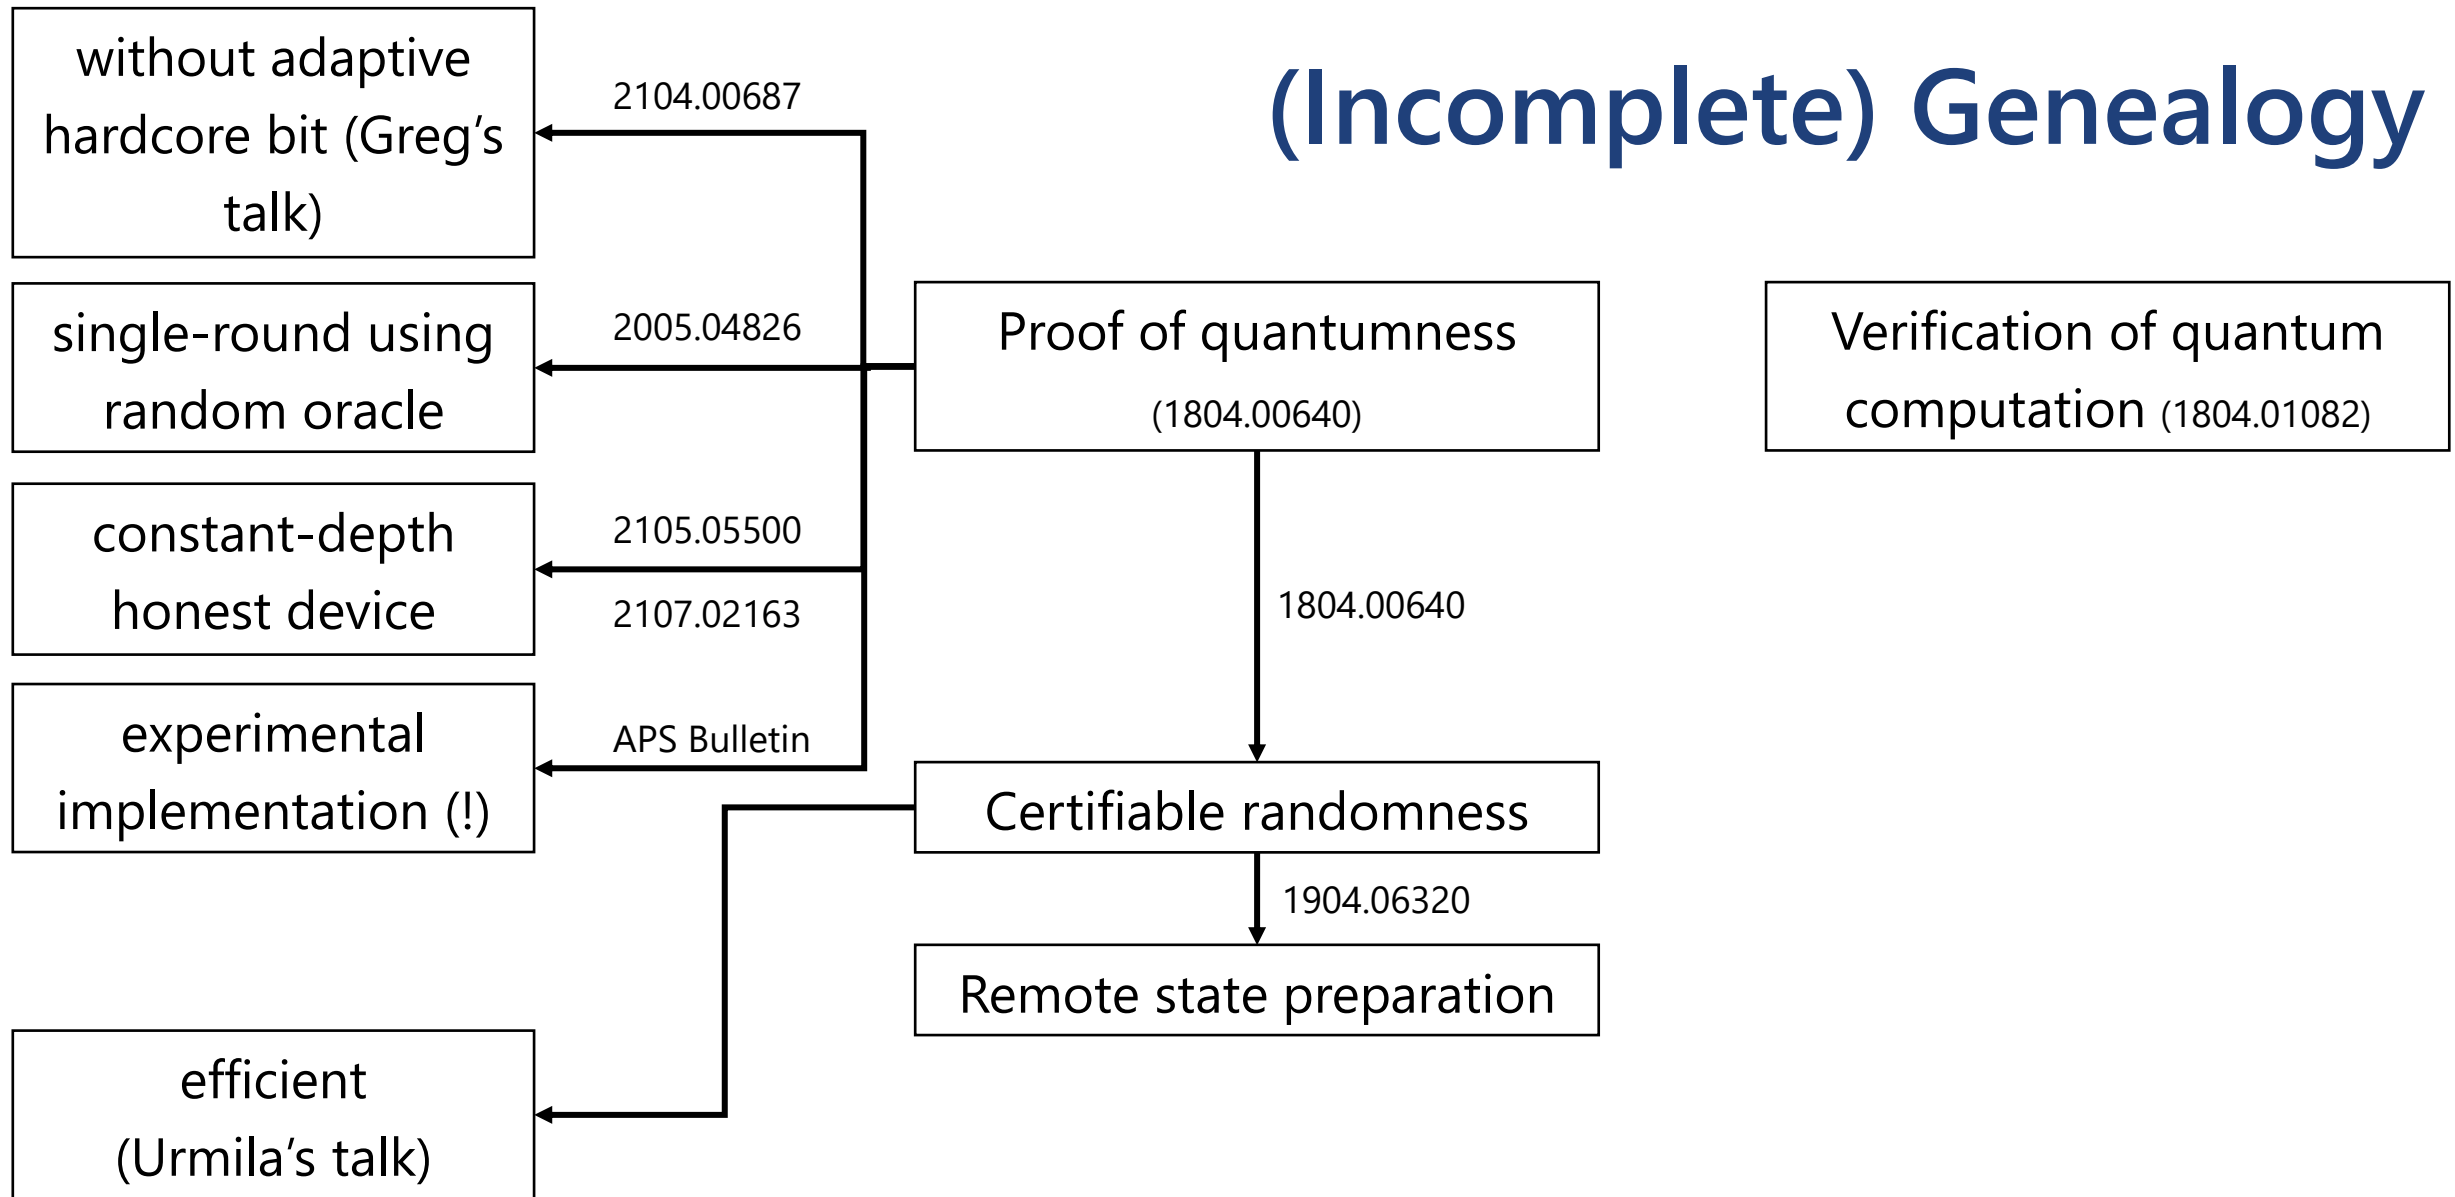 (Incomplete) Genealogy
without adaptive
hardcore bit (Greg’s
talk)
2104.00687
single-round using
random oracle
2005.04826
Proof of quantumness
(1804.00640)
Verification of quantum
computation (1804.01082)
constant-depth
honest device
2105.05500
2107.02163
1804.00640
experimental
implementation (!)
APS Bulletin
Certifiable randomness
1904.06320
Remote state preparation
efficient
(Urmila’s talk)